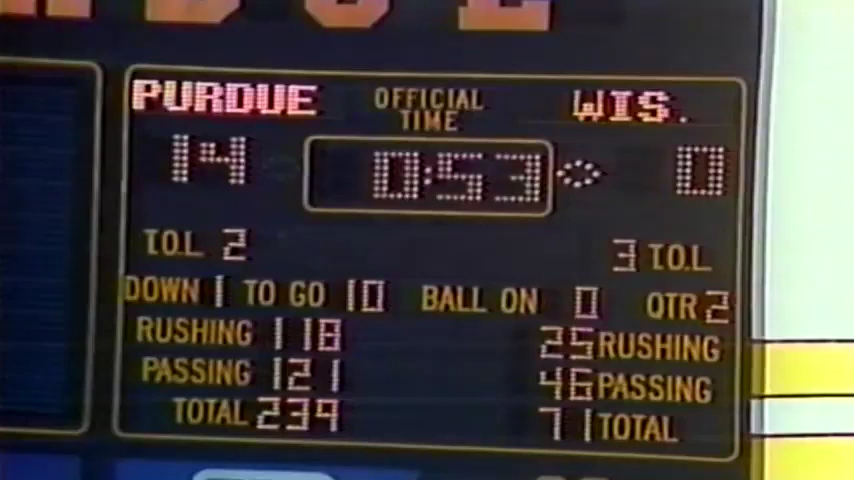 PURDUE OFFICIAL TIME WIS.
14 0:53 0
T.O.L 2 3 T.O.L
DOWN 1 TO GO 10 BALL ON 0 QTR 2
RUSHING 118 25 RUSHING
PASSING 121 46 PASSING
TOTAL 239 71 TOTAL